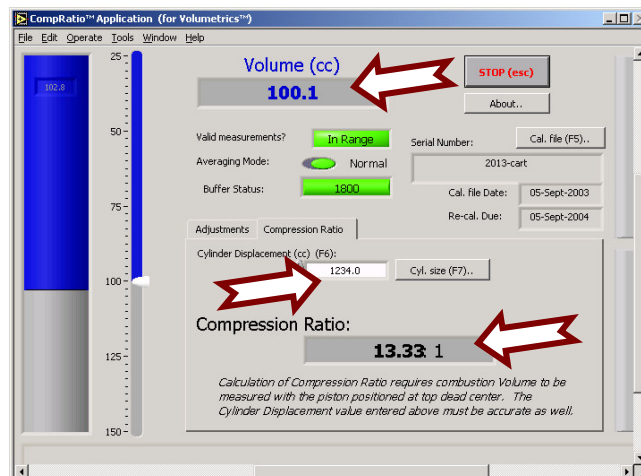 CompRatio™ Application (for Volumetrics™)
File Edit Operate Tools Window Help
25
50
75
100
125
150
102.8
Volume (cc)
100.1
STOP (esc)
About..
Valid measurements?
In Range
Averaging Mode:
Normal
Buffer Status:
1800
Serial Number:
Cal. file (F5)..
2013-cart
Cal. file Date:
05-Sept-2003
Re-cal. Due:
05-Sept-2004
Adjustments
Compression Ratio
Cylinder Displacement (cc) (F6):
1234.0
Cyl. size (F7)..
Compression Ratio:
13.33: 1
Calculation of Compression Ratio requires combustion Volume to be
measured with the piston positioned at top dead center. The
Cylinder Displacement value entered above must be accurate as well.